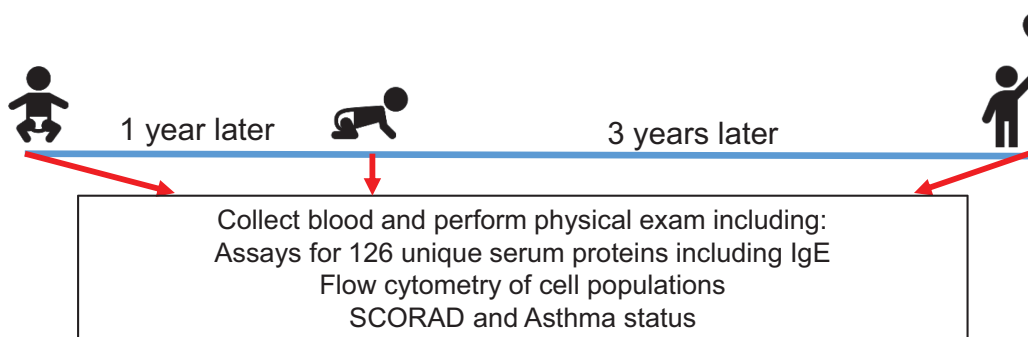 1 year later
3 years later
Collect blood and perform physical exam including:
Assays for 126 unique serum proteins including IgE
Flow cytometry of cell populations
SCORAD and Asthma status